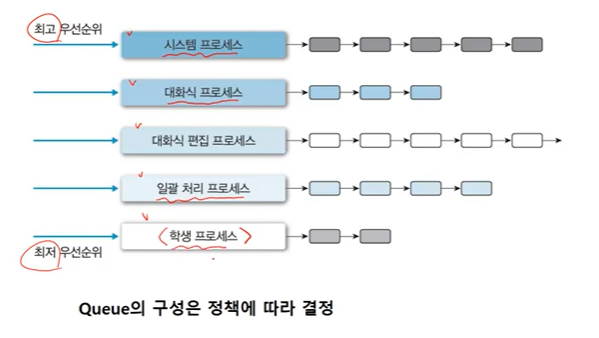 최고 우선순위
시스템 프로세스
대화식 프로세스
대화식 편집 프로세스
일괄 처리 프로세스
학생 프로세스
최저 우선순위
Queue의 구성은 정책에 따라 결정